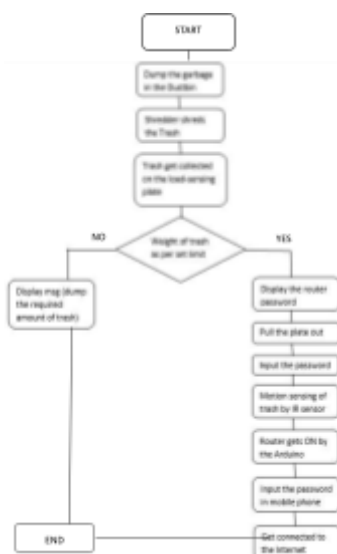 START
Dump the garbage
in the Dustbin
Shredder shreds
the Trash
Trash get collected
on the load-sensing
plate
NO
Weight of trash
as per set limit
YES
Display msg (dump
the required
amount of trash)
Display the router
password
Pull the plate out
Input the password
Motion sensing of
trash by IR sensor
Router gets ON by
the Arduino
Input the password
in mobile phone
END
Get connected to
the Internet